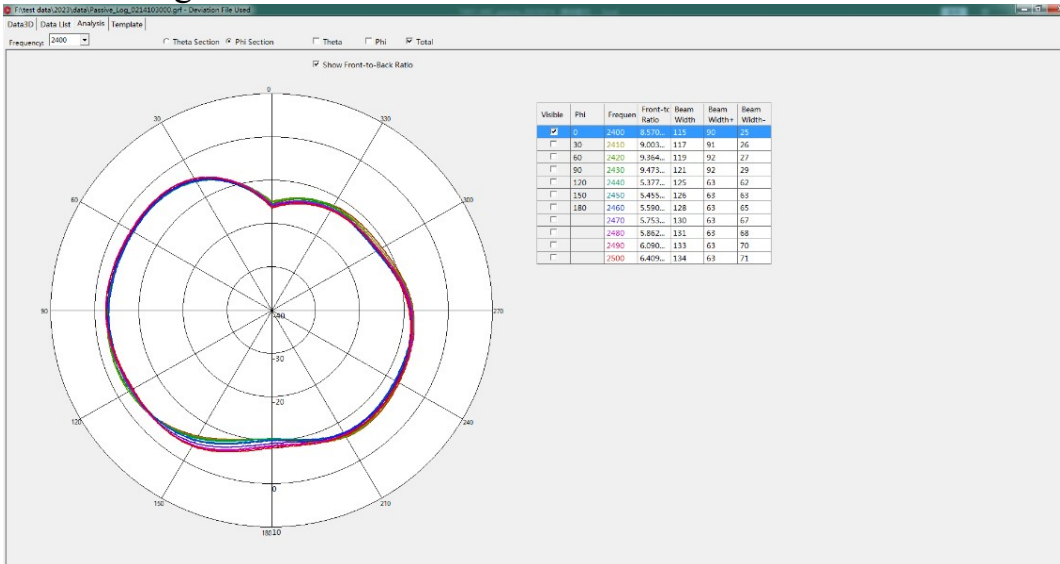 F:\test data\2023\data\Passive_Log_0214103000.grf - Deviation File Used
Data3D Data List Analysis Template
Frequency: 2400 Theta Section Phi Section Theta Phi Total
Show Front-to-Back Ratio
0
30 330
60 300
90 270
120 240
150 210
180
-40
-30
-20
0
10
Visible Phi Frequen Front-tc Ratio Beam Width Beam Width+ Beam Width-
0 2400 8.570... 115 90 25
30 2410 9.003... 117 91 26
60 2420 9.364... 119 92 27
90 2430 9.473... 121 92 29
120 2440 5.377... 125 63 62
150 2450 5.455... 126 63 63
180 2460 5.590... 128 63 65
2470 5.753... 130 63 67
2480 5.862... 131 63 68
2490 6.090... 133 63 70
2500 6.409... 134 63 71